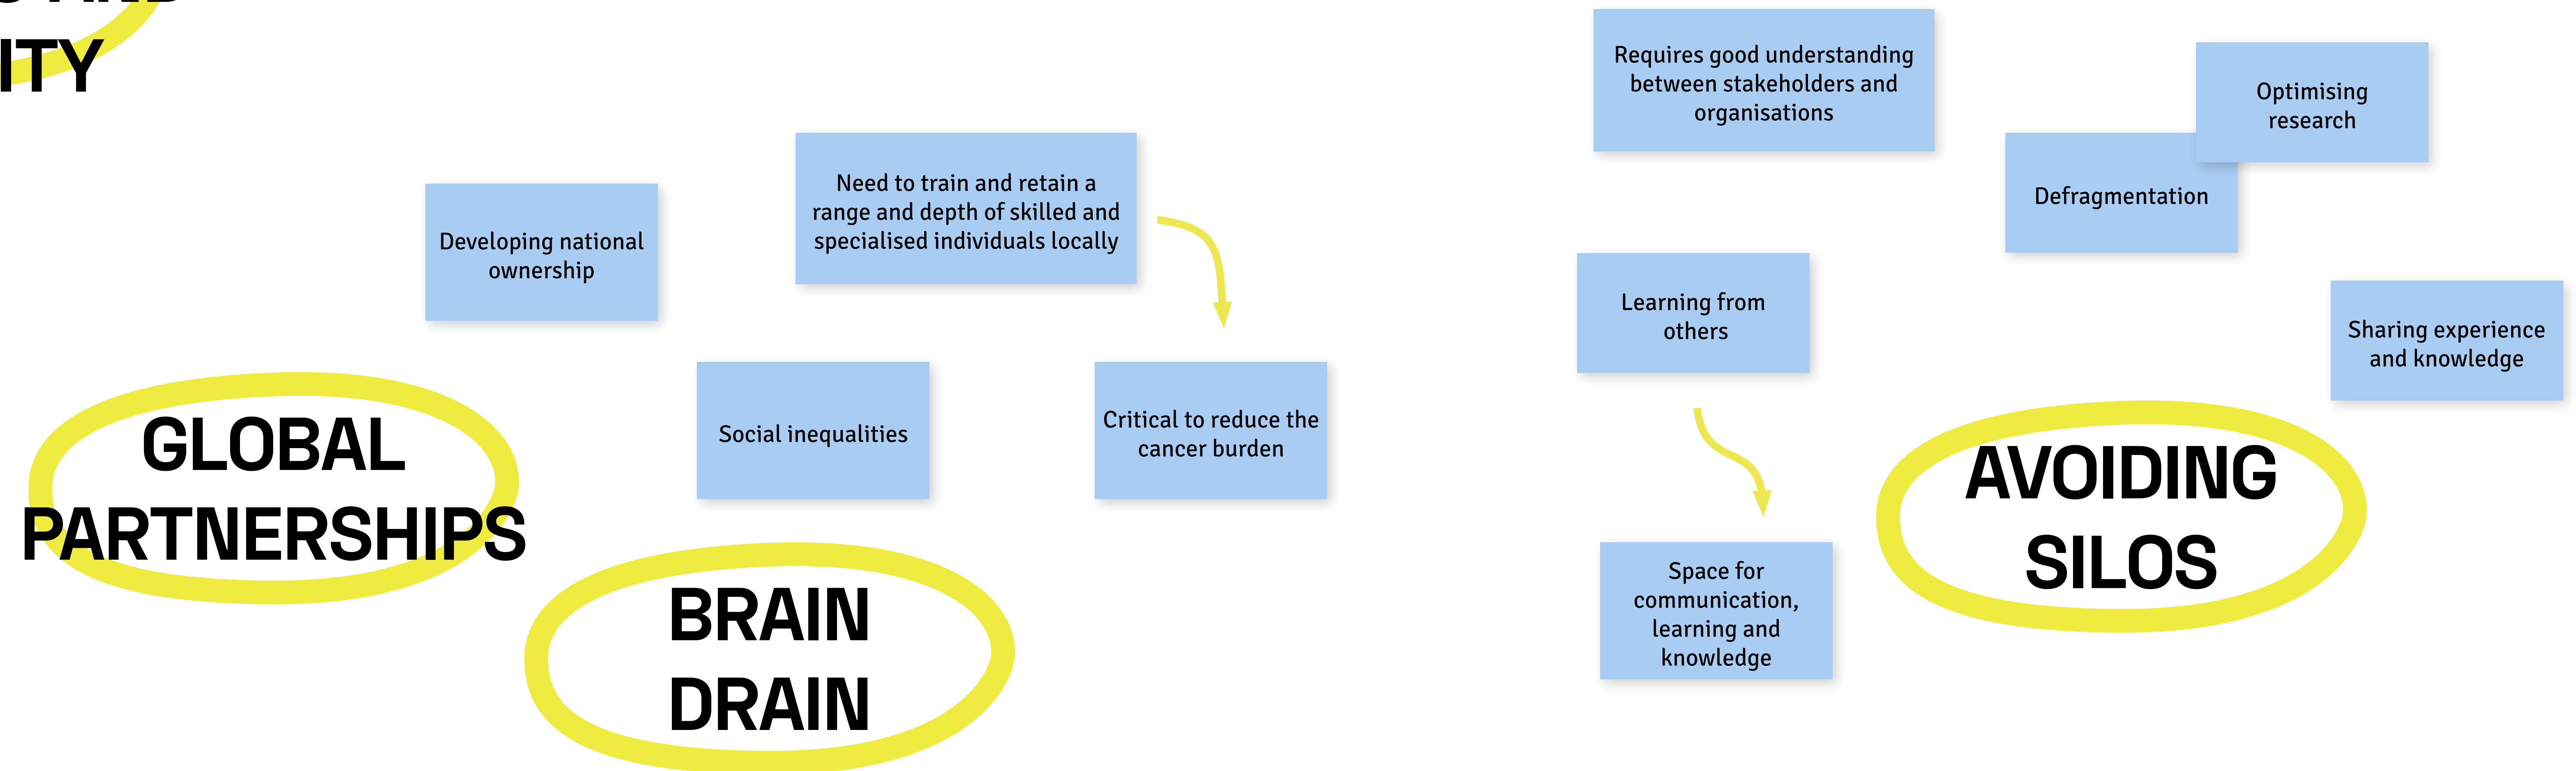 AND
ITY
Developing national
ownership
Need to train and retain a
range and depth of skilled and
specialised individuals locally
Social inequalities
Critical to reduce the
cancer burden
GLOBAL
PARTNERSHIPS
BRAIN
DRAIN
Requires good understanding
between stakeholders and
organisations
Optimising
research
Defragmentation
Learning from
others
Sharing experience
and knowledge
Space for
communication,
learning and
knowledge
AVOIDING
SILOS